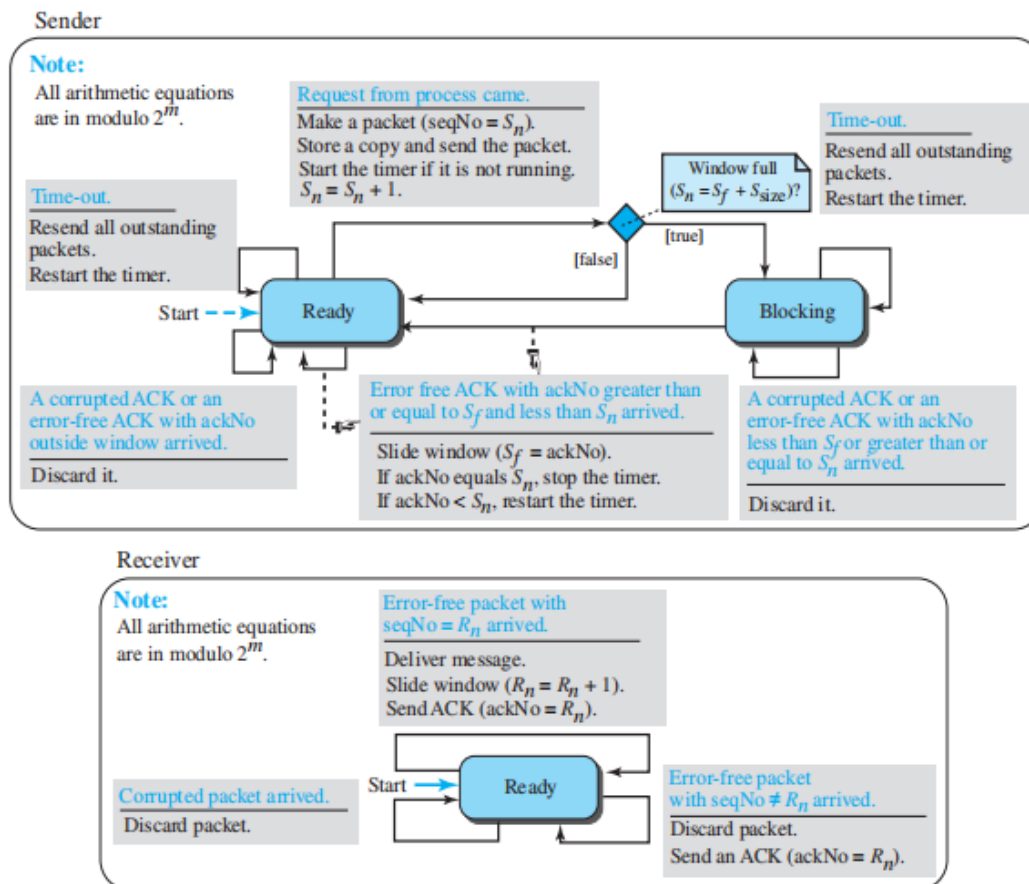 Sender
Note:
All arithmetic equations
are in modulo 2^m.
Request from process came.
Make a packet (seqNo = Sn).
Store a copy and send the packet.
Start the timer if it is not running.
Sn = Sn + 1.
Time-out.
Resend all outstanding
packets.
Restart the timer.
Window full
(Sn = Sf + Ssize)?
Time-out.
Resend all outstanding
packets.
Restart the timer.
[false]
[true]
Start
Ready
Blocking
A corrupted ACK or an
error-free ACK with ackNo
outside window arrived.
Discard it.
Error free ACK with ackNo greater than
or equal to Sf and less than Sn arrived.
Slide window (Sf = ackNo).
If ackNo equals Sn, stop the timer.
If ackNo < Sn, restart the timer.
A corrupted ACK or an
error-free ACK with ackNo
less than Sf or greater than or
equal to Sn arrived.
Discard it.
Receiver
Note:
All arithmetic equations
are in modulo 2^m.
Error-free packet with
seqNo = Rn arrived.
Deliver message.
Slide window (Rn = Rn + 1).
Send ACK (ackNo = Rn).
Corrupted packet arrived.
Discard packet.
Start
Ready
Error-free packet
with seqNo ≠ Rn arrived.
Discard packet.
Send an ACK (ackNo = Rn).